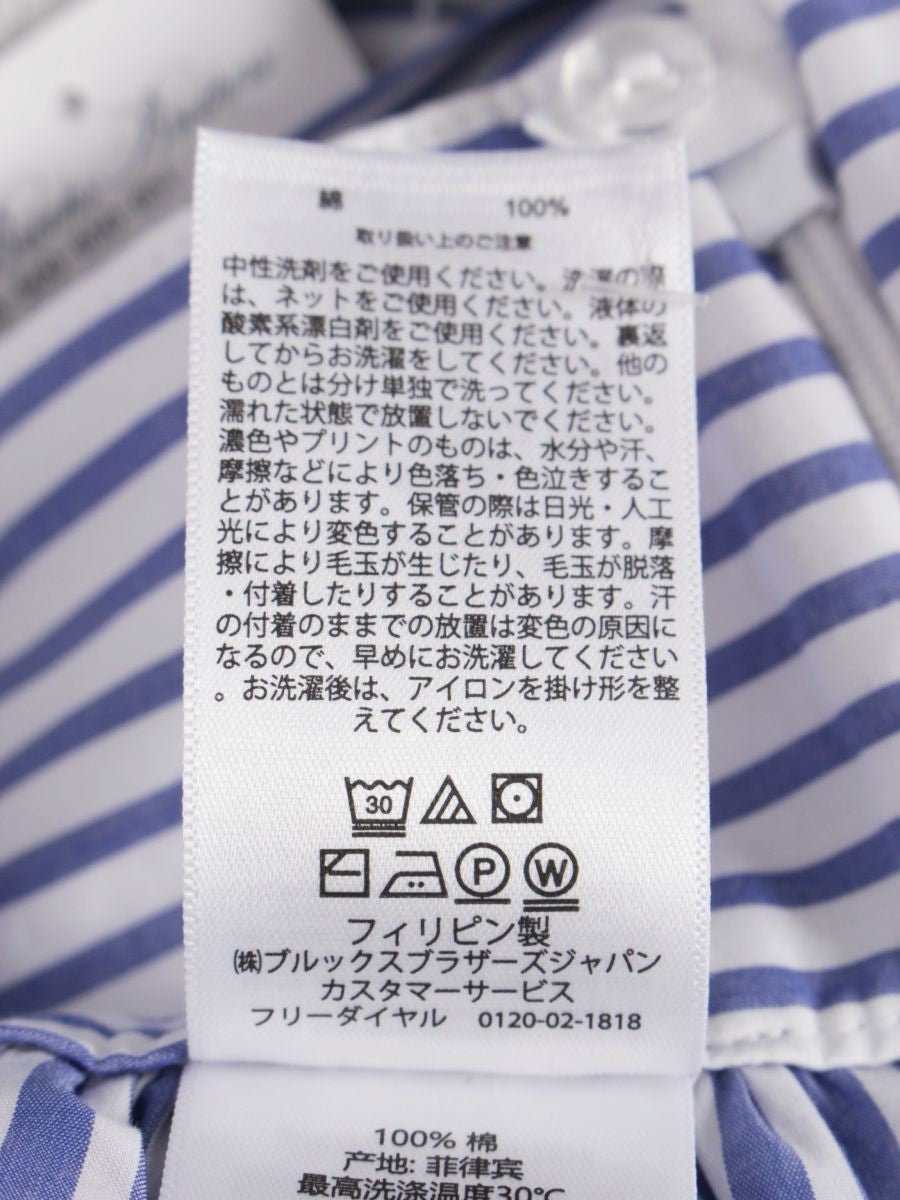 綿 100%
取り扱い上のご注意
中性洗剤をご使用ください。洗濯の際
は、ネットをご使用ください。液体の
酸素系漂白剤をご使用ください。裏返
してからお洗濯をしてください。他の
ものとは分け単独で洗ってください。
濡れた状態で放置しないでください。
濃色やプリントのものは、水分や汗、
摩擦などにより色落ち・色泣きするこ
とがあります。保管の際は日光・人工
光により変色することがあります。摩
擦により毛玉が生じたり、毛玉が脱落
・付着したりすることがあります。汗
の付着のままでの放置は変色の原因に
なるので、早めにお洗濯してください
。お洗濯後は、アイロンを掛け形を整
えてください。
30
P W
フィリピン製
㈱ブルックスブラザーズジャパン
カスタマーサービス
フリーダイヤル 0120-02-1818
100% 棉
产地: 菲律宾
最高洗涤温度30°C